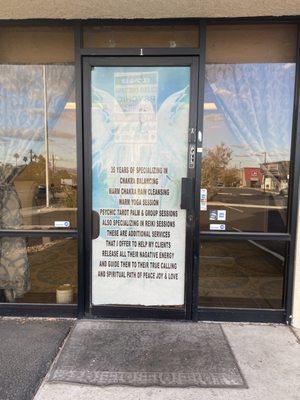 1
35 YEARS OF SPECIALIZING IN
CHAKRA BALANCING
WARM CHAKRA RAIN CLEANSING
WARM YOGA SESSION
PSYCHIC TAROT PALM & GROUP SESSIONS
ALSO SPECIALIZING IN REIKI SESSIONS
THESE ARE ADDITIONAL SERVICES
THAT I OFFER TO HELP MY CLIENTS
RELEASE ALL THEIR NAGATIVE ENERGY
AND GUIDE THEM TO THEIR TRUE CALLING
AND SPIRITUAL PATH OF PEACE JOY & LOVE